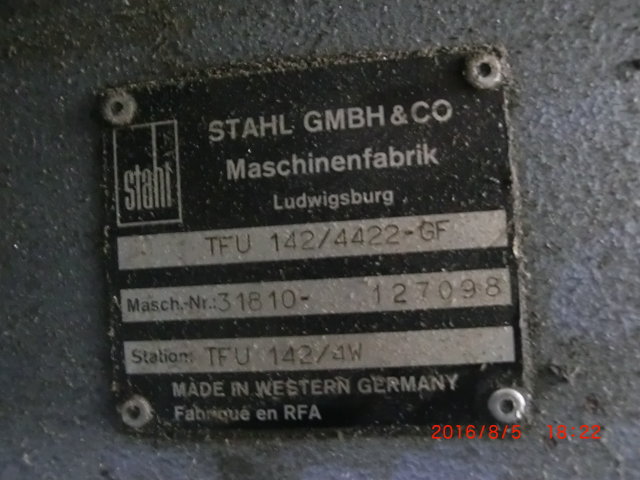 STAHL GMBH & CO
Maschinenfabrik
Ludwigsburg
stahl
TFU 142/4422-GF
Masch.-Nr.: 31810- 127098
Station: TFU 142/4W
MADE IN WESTERN GERMANY
Fabriqué en RFA
2016/8/5 18:22